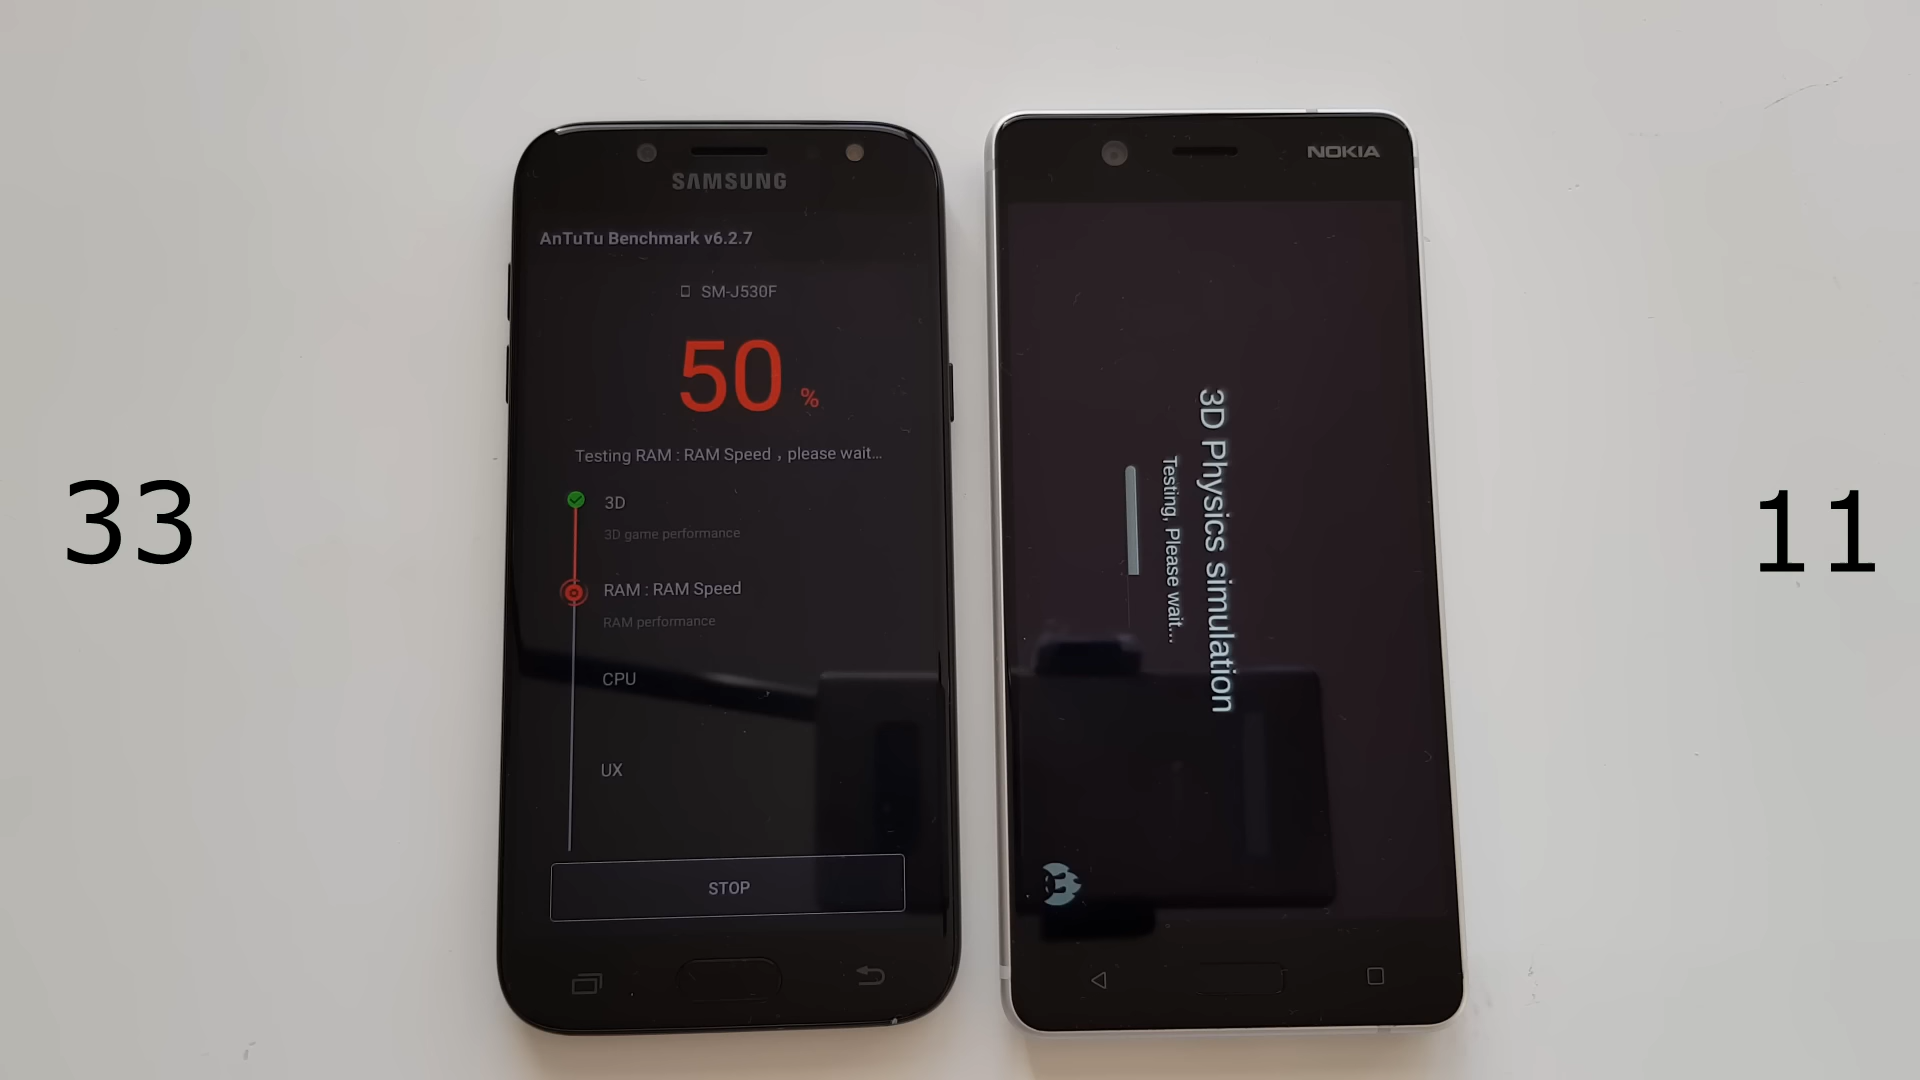 33
SAMSUNG
AnTuTu Benchmark v6.2.7
SM-J530F
50 %
Testing RAM : RAM Speed , please wait...
3D
3D game performance
RAM : RAM Speed
RAM performance
CPU
UX
STOP
NOKIA
3D Physics simulation
Testing, Please wait...
11